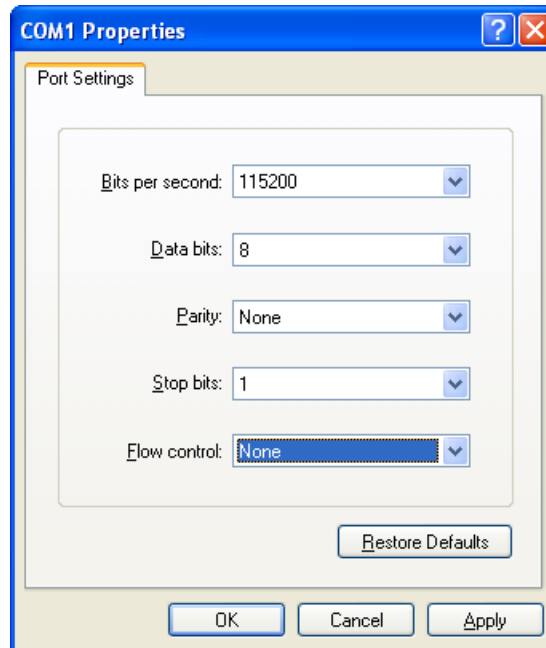 COM1 Properties
Port Settings
Bits per second: 115200
Data bits: 8
Parity: None
Stop bits: 1
Flow control: None
Restore Defaults
OK Cancel Apply